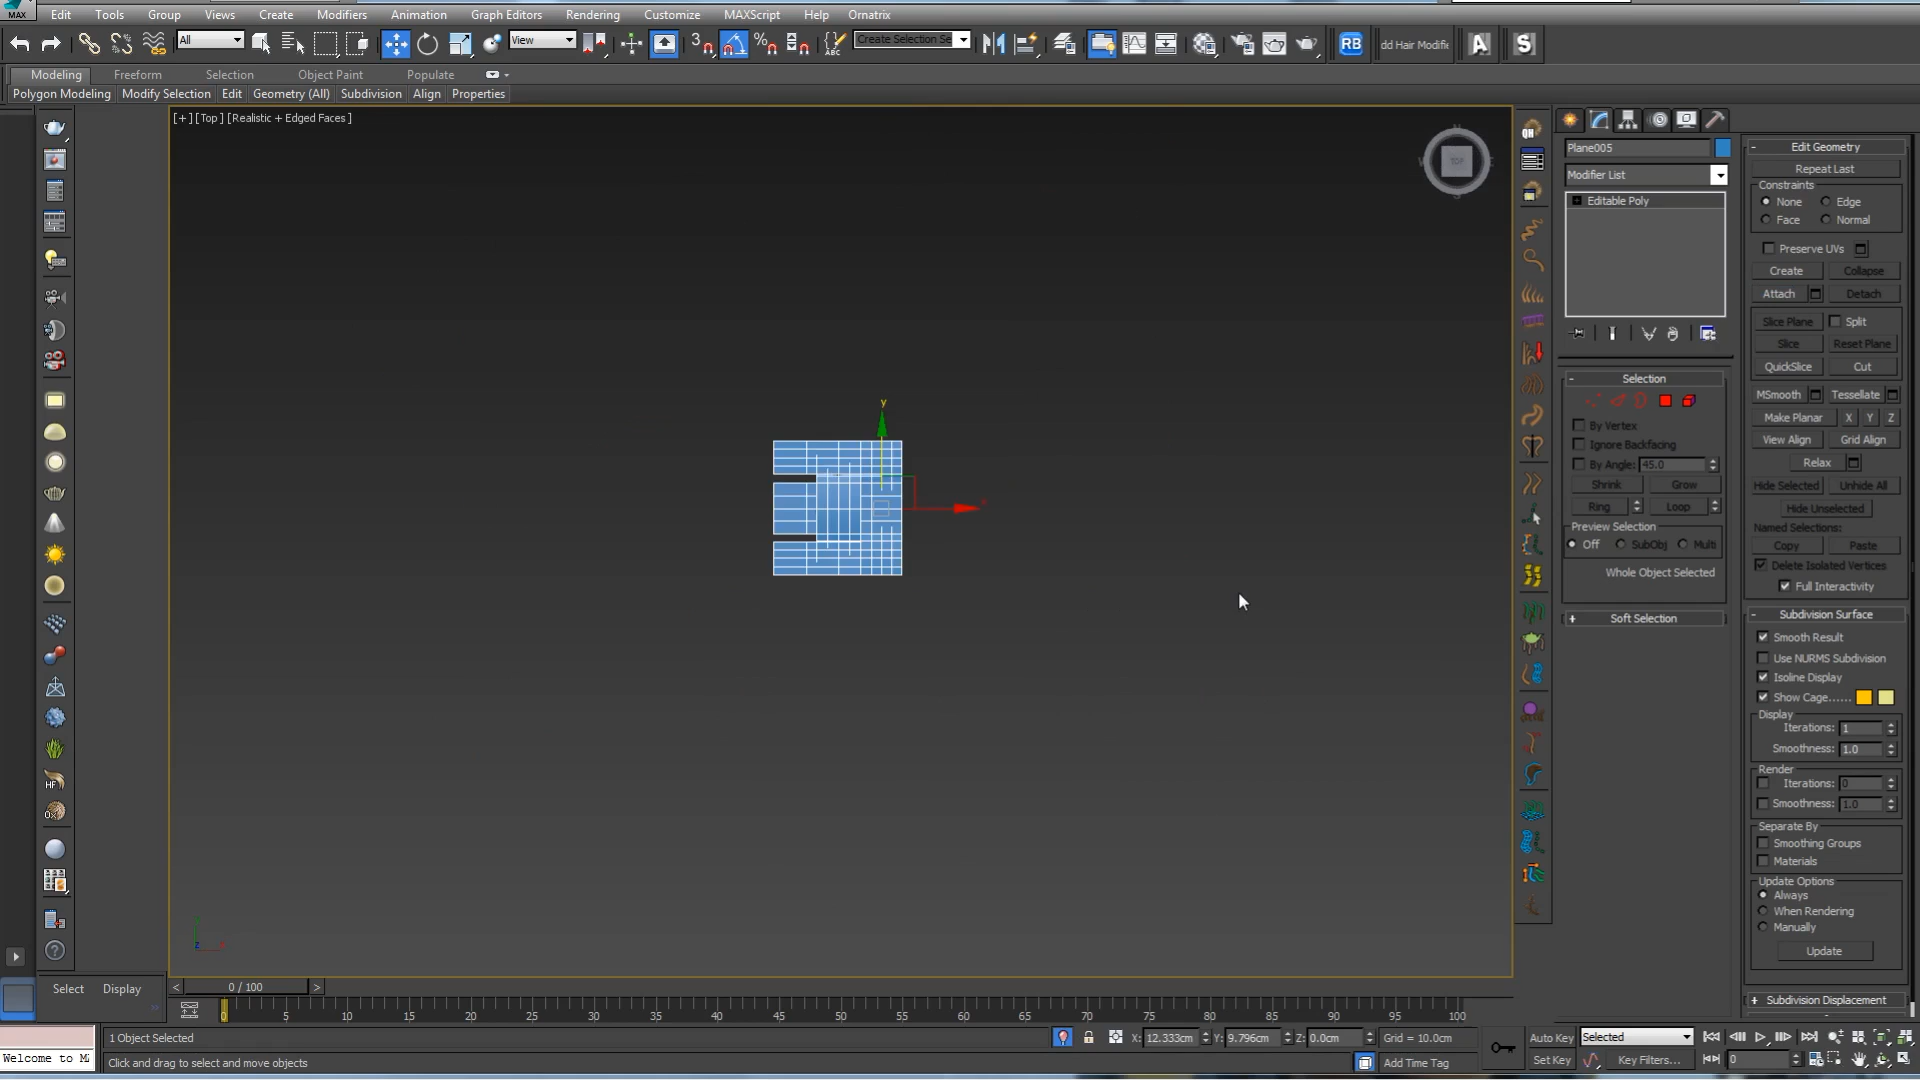 MAX
Edit Tools Group Views Create Modifiers Animation Graph Editors Rendering Customize MAXScript Help Ornatrix
All
View
3
ABC
Create Selection Se
RB
dd Hair Modifie
A
S
Modeling Freeform Selection Object Paint Populate
Polygon Modeling Modify Selection Edit Geometry (All) Subdivision Align Properties
[+] [Top] [Realistic + Edged Faces]
TOP
y
x
Plane005
Modifier List
Editable Poly
Selection
By Vertex
Ignore Backfacing
By Angle: 45.0
Shrink Grow
Ring Loop
Preview Selection
Off SubObj Multi
Whole Object Selected
+ Soft Selection
- Edit Geometry
Repeat Last
Constraints
None Edge
Face Normal
Preserve UVs
Create Collapse
Attach Detach
Slice Plane Split
Slice Reset Plane
QuickSlice Cut
MSmooth Tessellate
Make Planar X Y Z
View Align Grid Align
Relax
Hide Selected Unhide All
Hide Unselected
Named Selections:
Copy Paste
Delete Isolated Vertices
Full Interactivity
- Subdivision Surface
Smooth Result
Use NURMS Subdivision
Isoline Display
Show Cage......
Display
Iterations: 1
Smoothness: 1.0
Render
Iterations: 0
Smoothness: 1.0
Separate By
Smoothing Groups
Materials
Update Options
Always
When Rendering
Manually
Update
+ Subdivision Displacement
QH
HF
Select Display
< 0 / 100 >
0 5 10 15 20 25 30 35 40 45 50 55 60 65 70 75 80 85 90 95 100
1 Object Selected
X: 12.333cm Y: 9.796cm Z: 0.0cm Grid = 10.0cm
Auto Key Selected
Welcome to M
Click and drag to select and move objects
Add Time Tag
Set Key Key Filters... 0